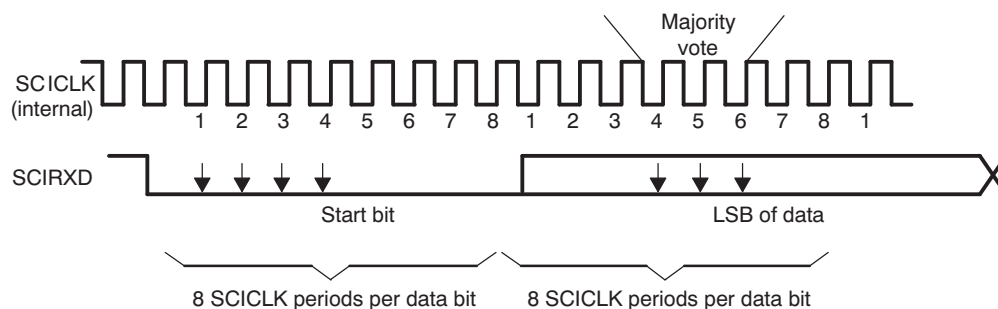 Majority
vote
SCICLK
(internal)
1 2 3 4 5 6 7 8 1 2 3 4 5 6 7 8 1
SCIRXD
Start bit LSB of data
8 SCICLK periods per data bit 8 SCICLK periods per data bit